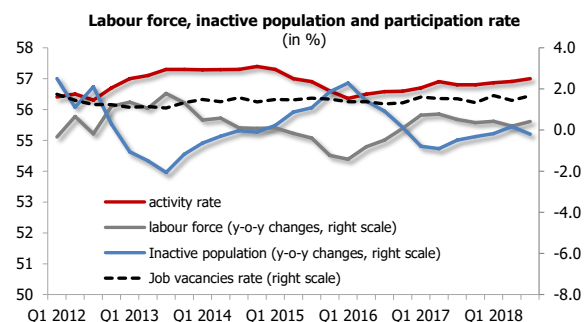 Labour force, inactive population and participation rate
(in %)
58 4.0
57 2.0
56 0.0
55 -2.0
54 -4.0
53 -6.0
52 -8.0
51
50
activity rate
labour force (y-o-y changes, right scale)
Inactive population (y-o-y changes, right scale)
Job vacancies rate (right scale)
Q1 2012 Q1 2013 Q1 2014 Q1 2015 Q1 2016 Q1 2017 Q1 2018